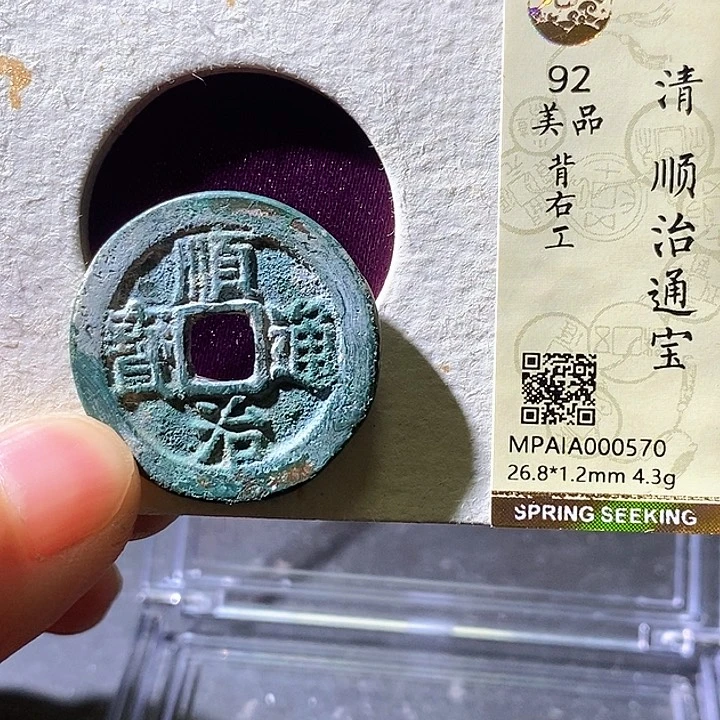 順
治
通
寳
清 顺治通宝
92
美品
背右工
MPAIA000570
26.8*1.2mm 4.3g
SPRING SEEKING